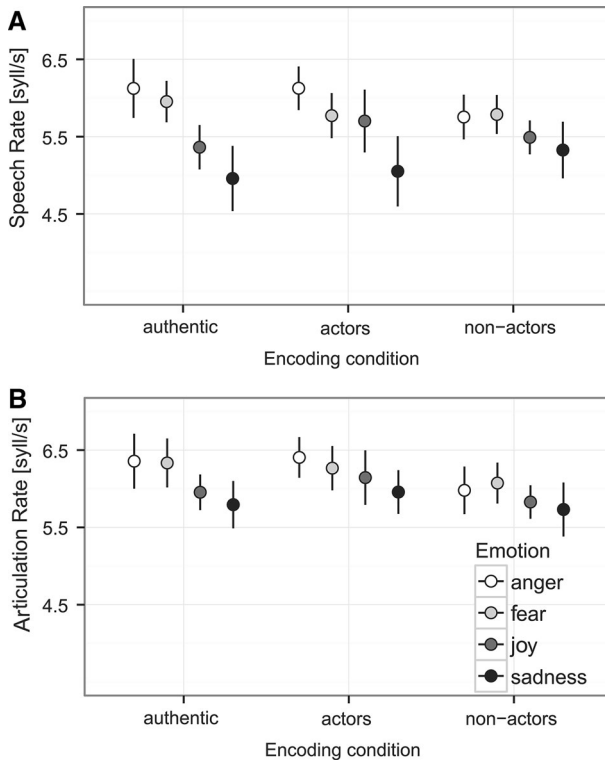 A
Speech Rate [syll/s]
6.5
5.5
4.5
authentic actors non−actors
Encoding condition
B
Articulation Rate [syll/s]
6.5
5.5
4.5
Emotion
anger
fear
joy
sadness
authentic actors non−actors
Encoding condition